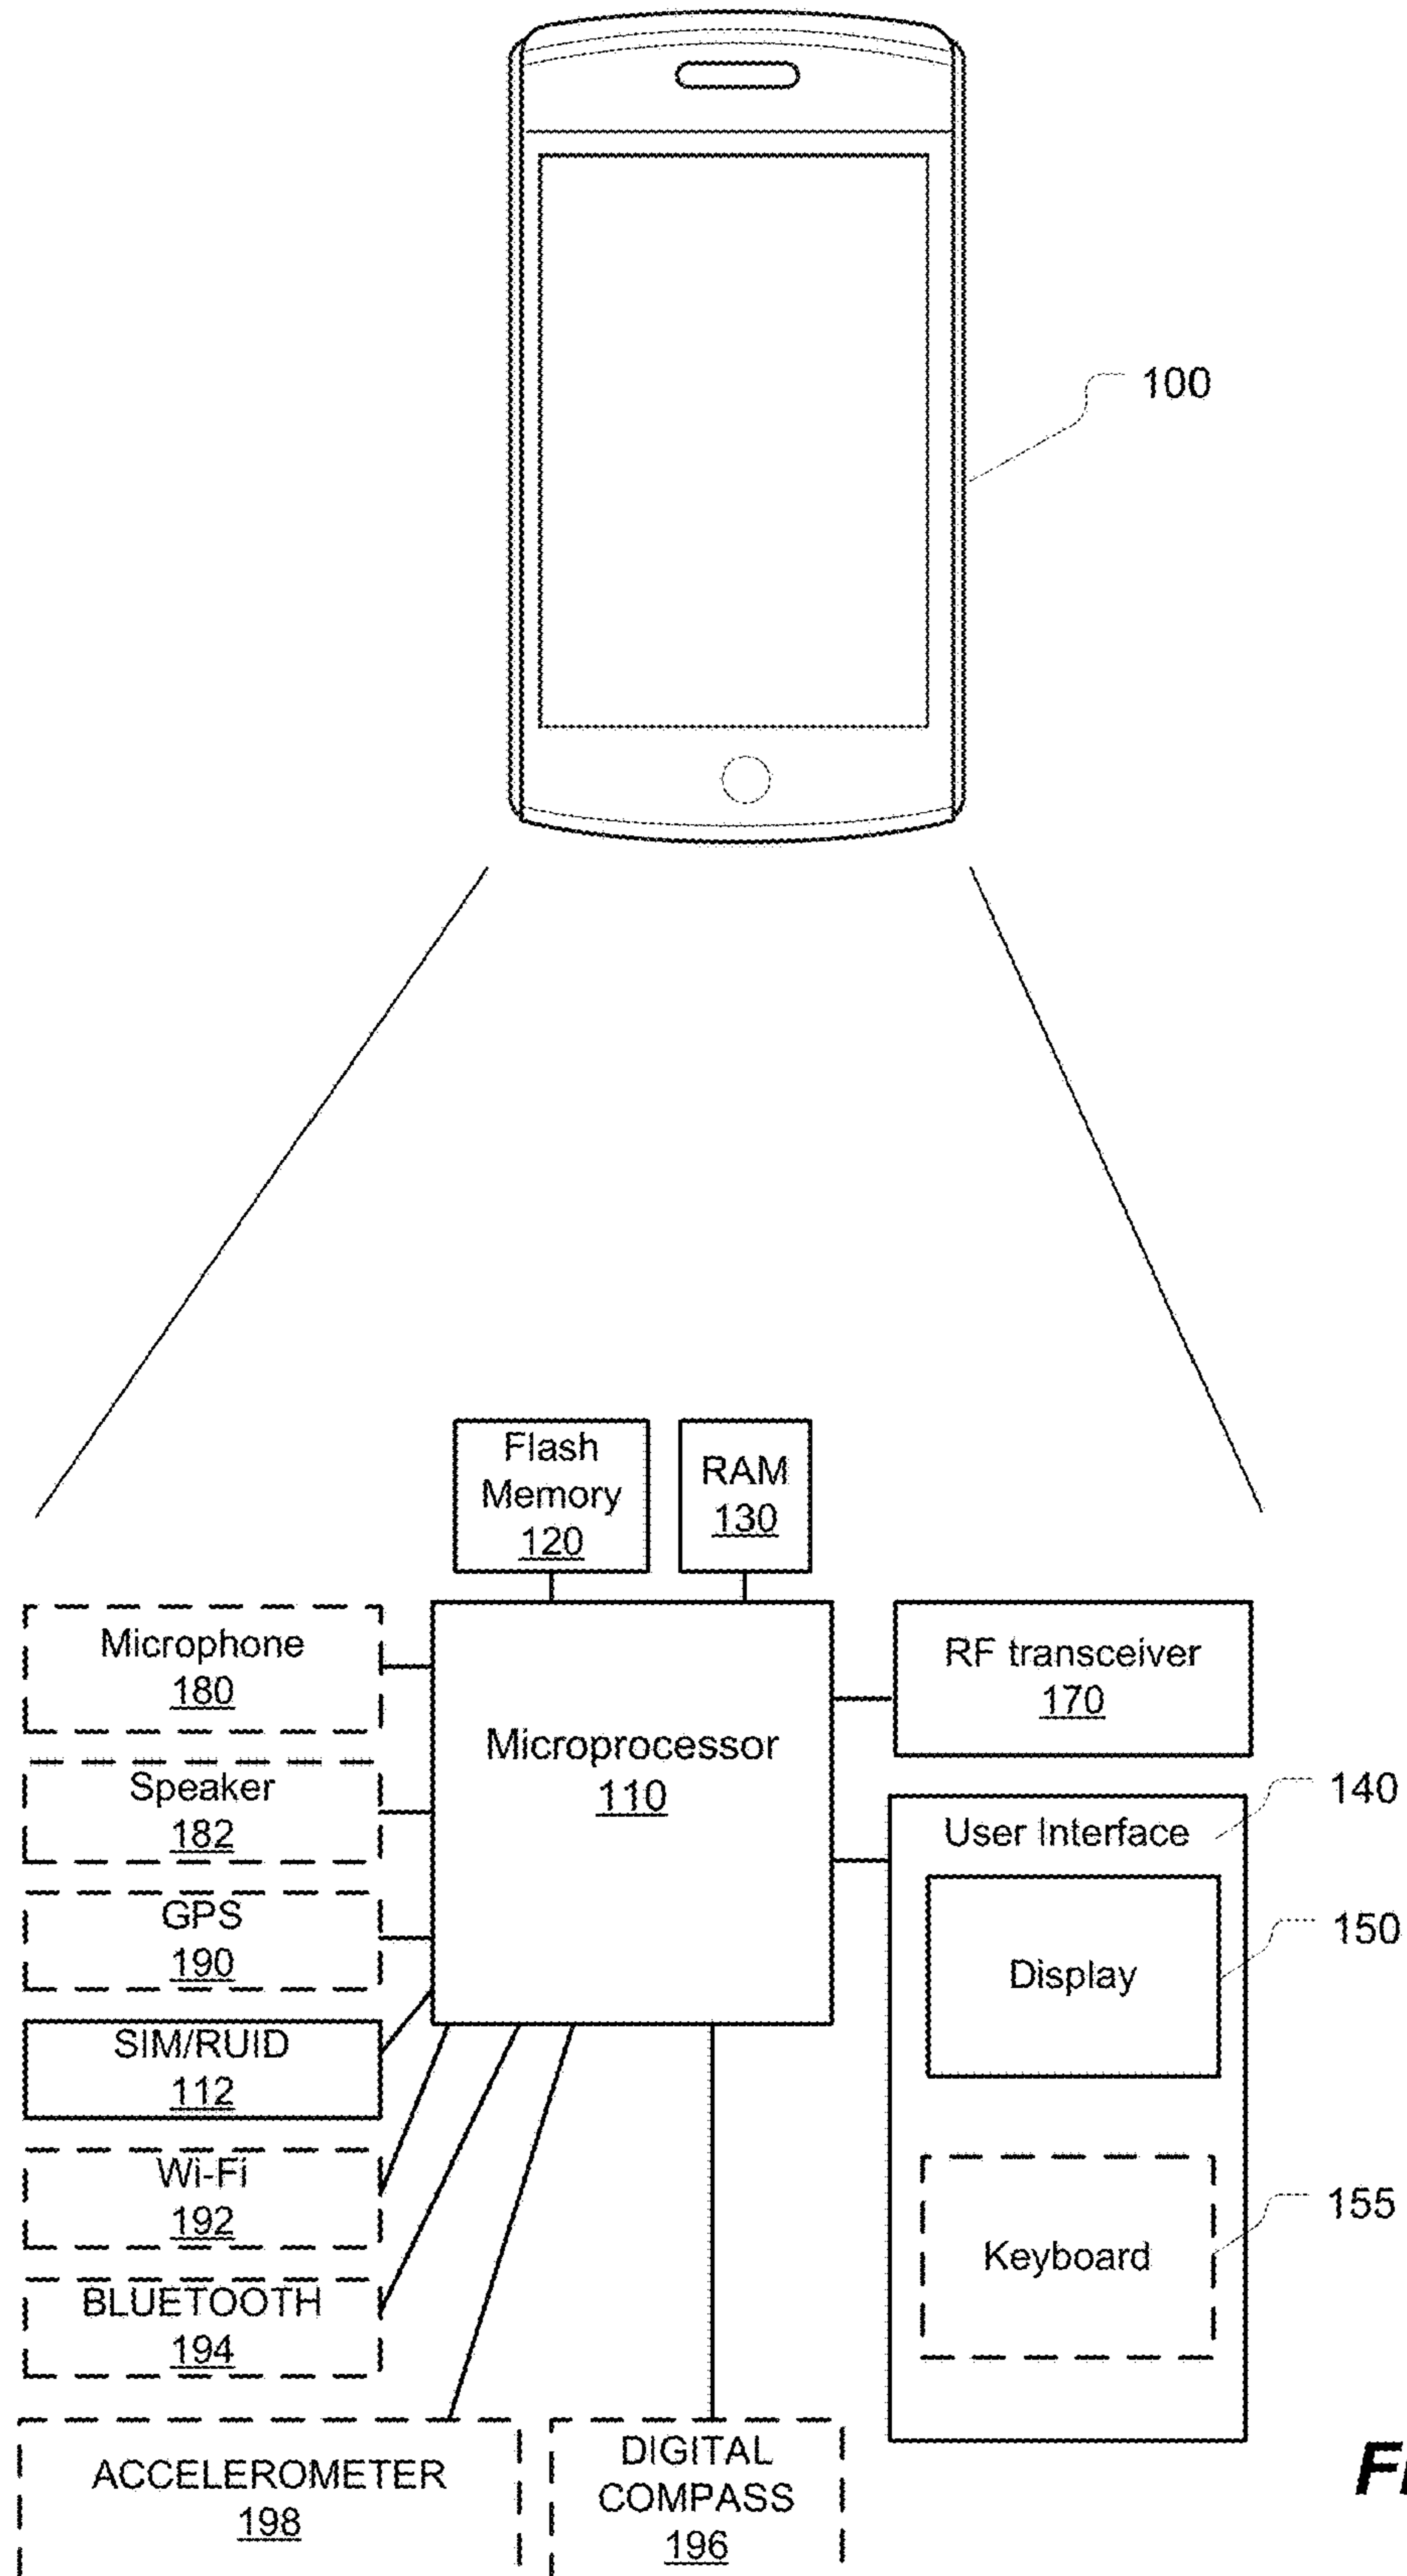 100
Flash
Memory
120
RAM
130
Microphone
180
Speaker
182
GPS
190
SIM/RUID
112
Wi-Fi
192
BLUETOOTH
194
ACCELEROMETER
198
DIGITAL
COMPASS
196
Microprocessor
110
RF transceiver
170
User Interface
140
Display
150
Keyboard
155